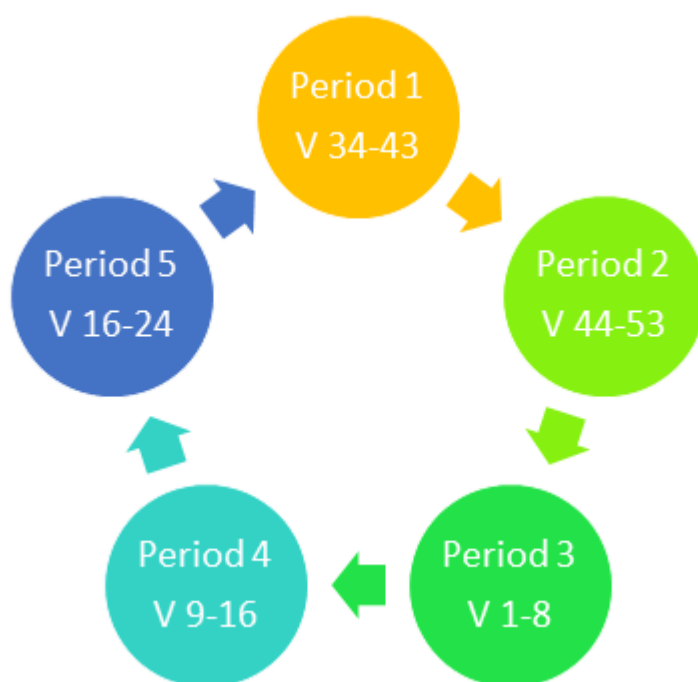 Period 1
V 34-43
Period 2
V 44-53
Period 3
V 1-8
Period 4
V 9-16
Period 5
V 16-24